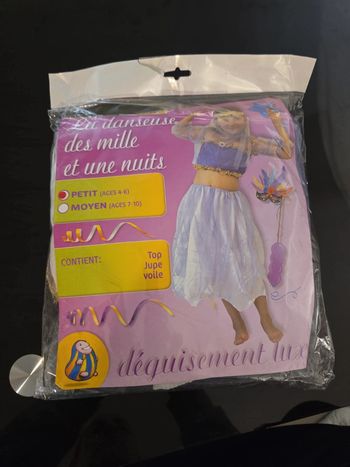 La danseuse
des mille
et une nuits
PETIT (AGES 4-6)
MOYEN (AGES 7-10)
CONTIENT:
Top
Jupe
voile
déguisement lux